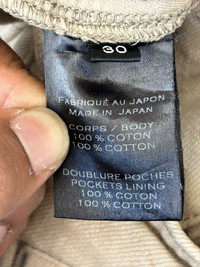 30
FABRIQUÉ AU JAPON
MADE IN JAPAN
CORPS / BODY
100 % COTON
100 % COTTON
DOUBLURE POCHES
POCKETS LINING
100 % COTON
100 % COTTON